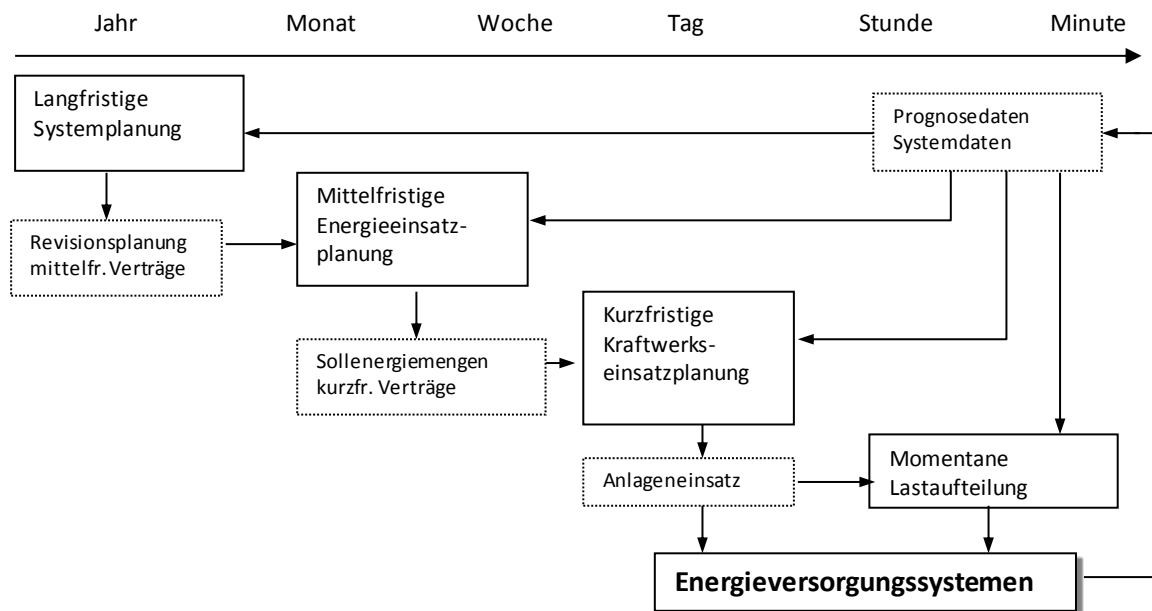 Jahr Monat Woche Tag Stunde Minute
Langfristige
Systemplanung
Prognosedaten
Systemdaten
Mittelfristige
Energieeinsatz-
planung
Revisionsplanung
mittelfr. Verträge
Kurzfristige
Kraftwerks-
einsatzplanung
Sollenergiemengen
kurzfr. Verträge
Momentane
Lastaufteilung
Anlageneinsatz
Energieversorgungssystemen